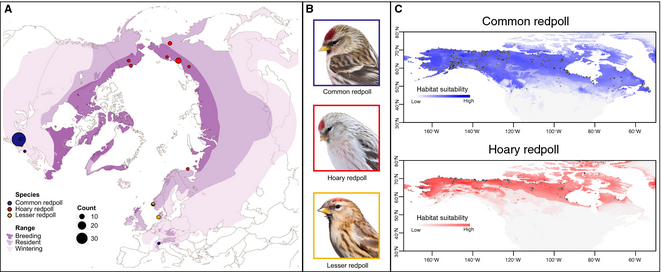 A
Species
Common redpoll
Hoary redpoll
Lesser redpoll
Range
Breeding
Resident
Wintering
Count
10
20
30
B
Common redpoll
Hoary redpoll
Lesser redpoll
C
Common redpoll
80°N
70°N
60°N
50°N
40°N
30°N
Habitat suitability
Low
High
160°W
140°W
120°W
100°W
80°W
60°W
Hoary redpoll
80°N
70°N
60°N
50°N
40°N
30°N
Habitat suitability
Low
High
160°W
140°W
120°W
100°W
80°W
60°W